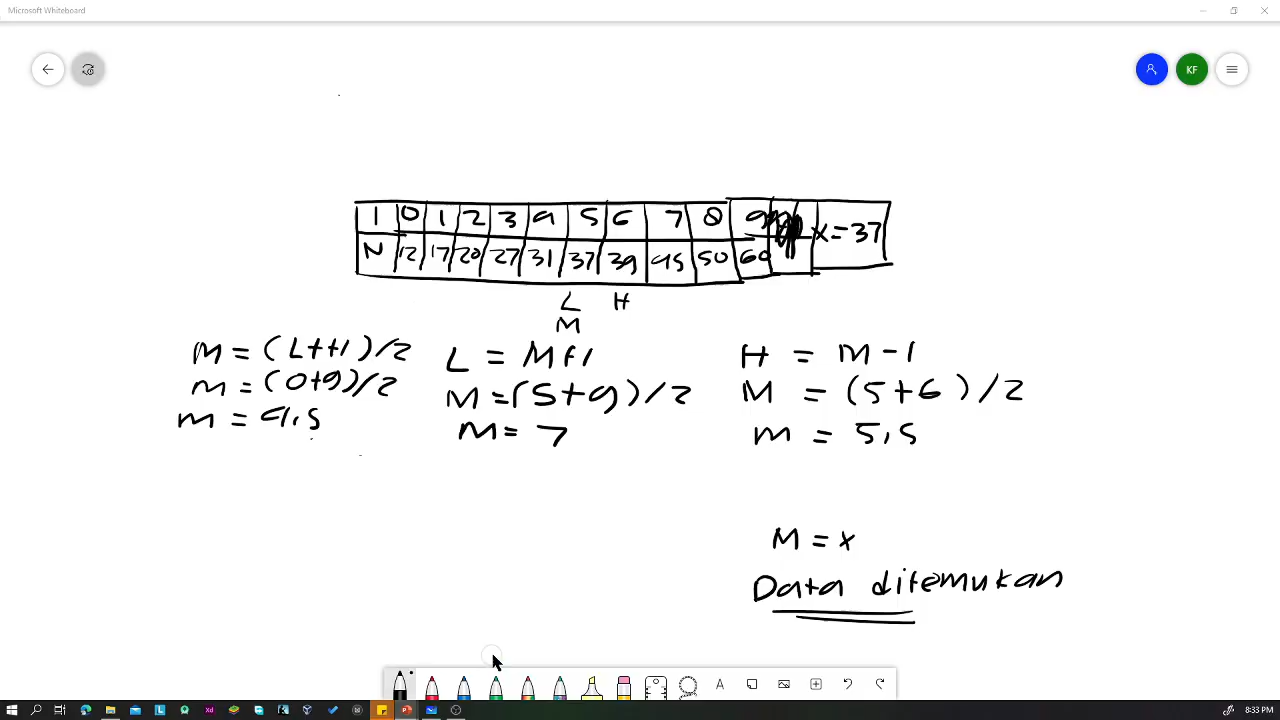 Microsoft Whiteboard
KF
I 0 1 2 3 4 5 6 7 8 9 x=37
N 12 17 20 27 31 37 39 45 50 60
L H
M
M = (L+H)/2
M = (0+9)/2
M = 4,5
L = M+1
M = (5+9)/2
M = 7
H = M-1
M = (5+6)/2
M = 5,5
M = x
Data ditemukan
A
8:33 PM